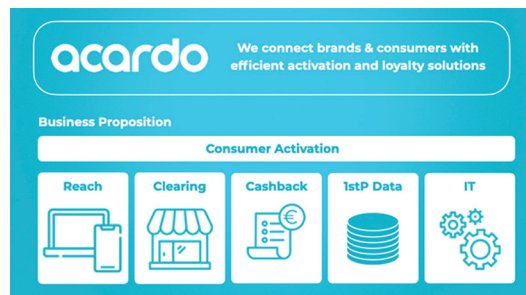 acardo
We connect brands & consumers with
efficient activation and loyalty solutions
Business Proposition
Consumer Activation
Reach
Clearing
Cashback
1stP Data
IT
€